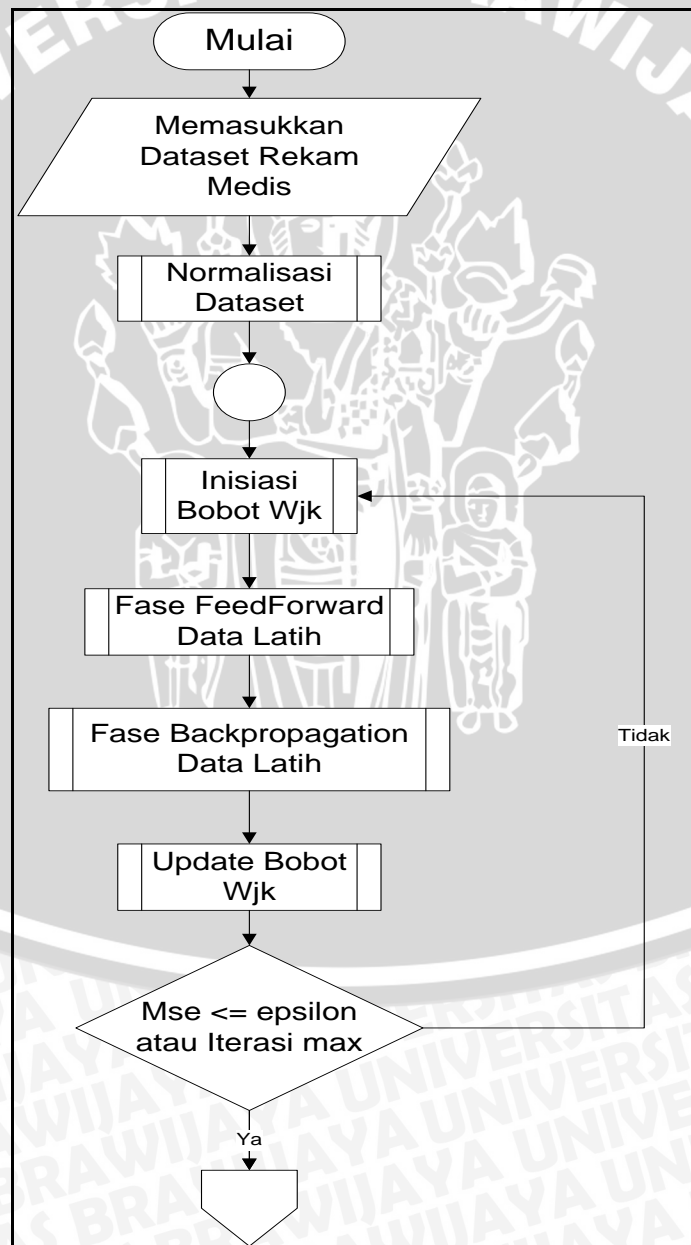 Mulai
Memasukkan
Dataset Rekam
Medis
Normalisasi
Dataset
Inisiasi
Bobot Wjk
Fase FeedForward
Data Latih
Fase Backpropagation
Data Latih
Tidak
Update Bobot
Wjk
Mse <= epsilon
atau Iterasi max
Ya